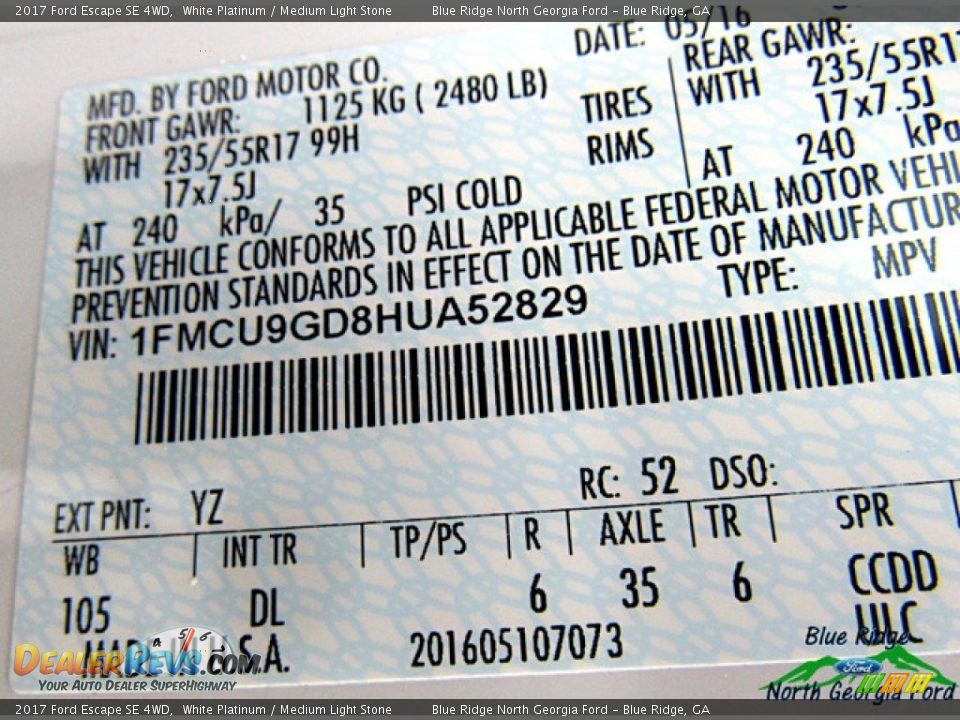 2017 Ford Escape SE 4WD, White Platinum / Medium Light Stone Blue Ridge North Georgia Ford - Blue Ridge, GA
DATE: 05/16
MFD. BY FORD MOTOR CO.
FRONT GAWR: 1125 KG ( 2480 LB) REAR GAWR:
WITH 235/55R17 99H TIRES WITH 235/55R17
17x7.5J RIMS 17x7.5J
AT 240 kPa/ 35 PSI COLD AT 240 kPa
THIS VEHICLE CONFORMS TO ALL APPLICABLE FEDERAL MOTOR
PREVENTION STANDARDS IN EFFECT ON THE DATE OF
VIN: 1FMCU9GD8HUA52829 TYPE: MPV
EXT PNT: YZ RC: 52 DSO:
WB INT TR TP/PS R AXLE TR SPR
105 DL 6 35 6 CCDD
201605107073
DEALERREVS.COM
YOUR AUTO DEALER SUPERHIGHWAY
Blue Ridge
Ford
North Georgia Ford
2017 Ford Escape SE 4WD, White Platinum / Medium Light Stone Blue Ridge North Georgia Ford - Blue Ridge, GA